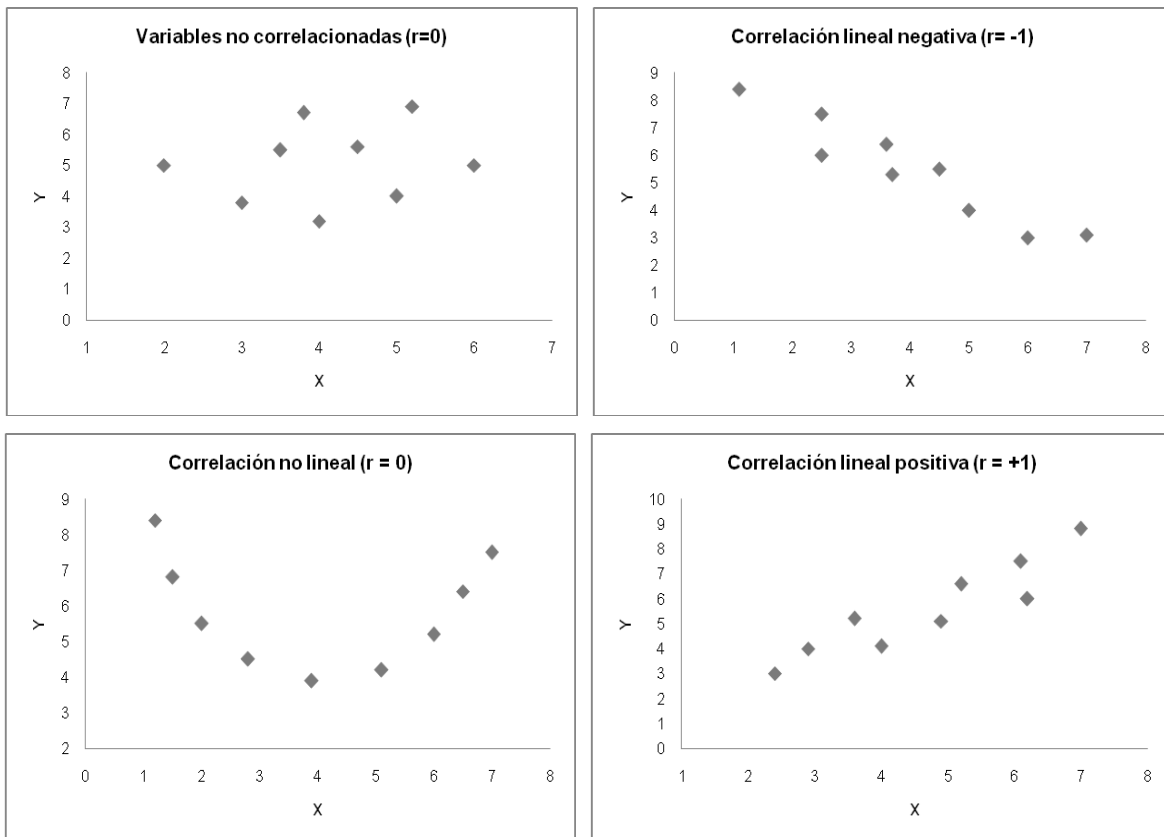 Variables no correlacionadas (r=0)
8
7
6
5
4
3
2
1
0
Y
1 2 3 4 5 6 7
X
Correlación lineal negativa (r= -1)
9
8
7
6
5
4
3
2
1
0
Y
0 1 2 3 4 5 6 7 8
X
Correlación no lineal (r = 0)
9
8
7
6
5
4
3
2
Y
0 1 2 3 4 5 6 7 8
X
Correlación lineal positiva (r = +1)
10
9
8
7
6
5
4
3
2
1
0
Y
1 2 3 4 5 6 7 8
X